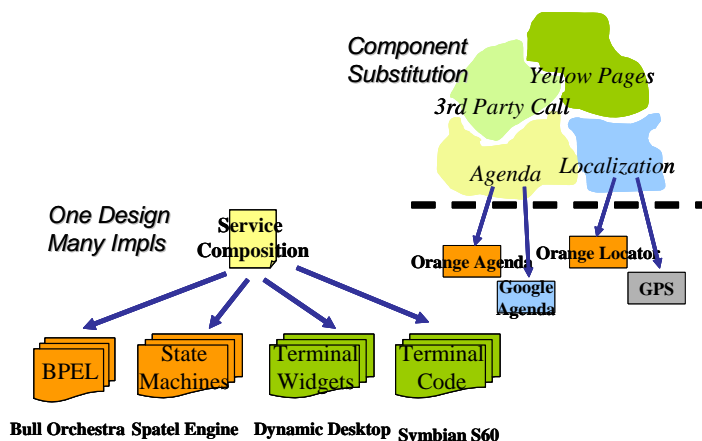 Component
Substitution
Yellow Pages
3rd Party Call
Agenda
Localization
One Design
Many Impls
Service
Composition
Orange Agenda
Orange Locator
Google
Agenda
GPS
BPEL
State
Machines
Terminal
Widgets
Terminal
Code
Bull Orchestra
Spatel Engine
Dynamic Desktop
Symbian S60